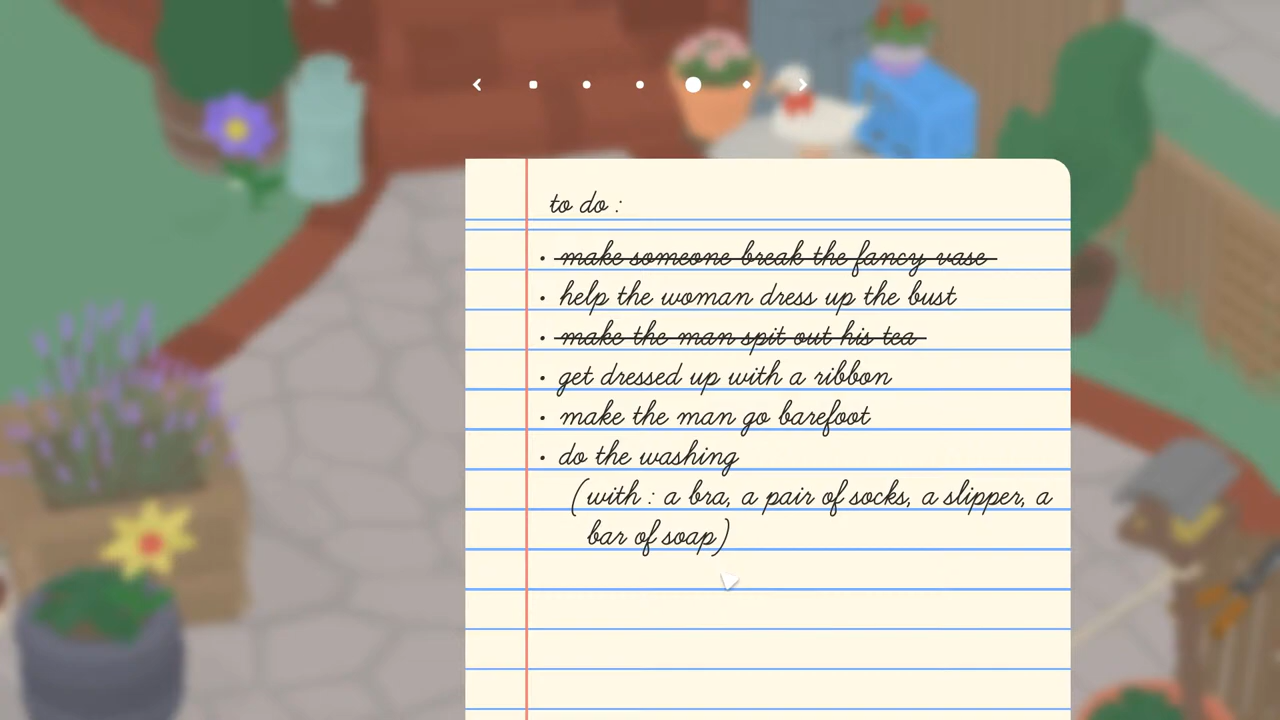 to do :
• make someone break the fancy vase
• help the woman dress up the bust
• make the man spit out his tea
• get dressed up with a ribbon
• make the man go barefoot
• do the washing
(with : a bra, a pair of socks, a slipper, a
bar of soap)